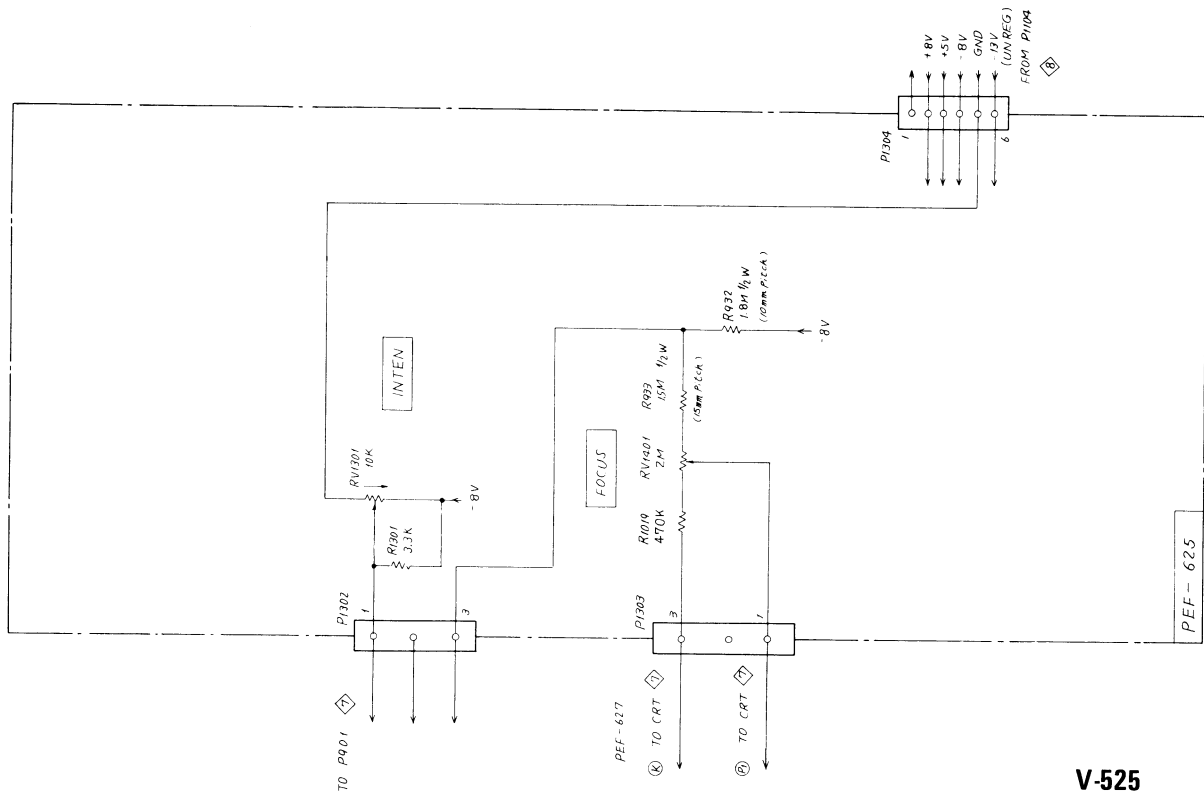 +8V
+5V
-8V
GND
-13V
(UNREG)
FROM P1104
8
P1304
1
6
INTEN
RV1301
10K
R1301
3.3K
-8V
P1302
1
3
TO P901
7
R932
1.8M 1/2W
(10mm Pitch)
-8V
R933
1.5M 1/2W
(15mm Pitch)
FOCUS
RV1401
2M
R1019
470K
P1303
3
1
PEF-627
K TO CRT 7
P1 TO CRT 7
PEF-625
V-525